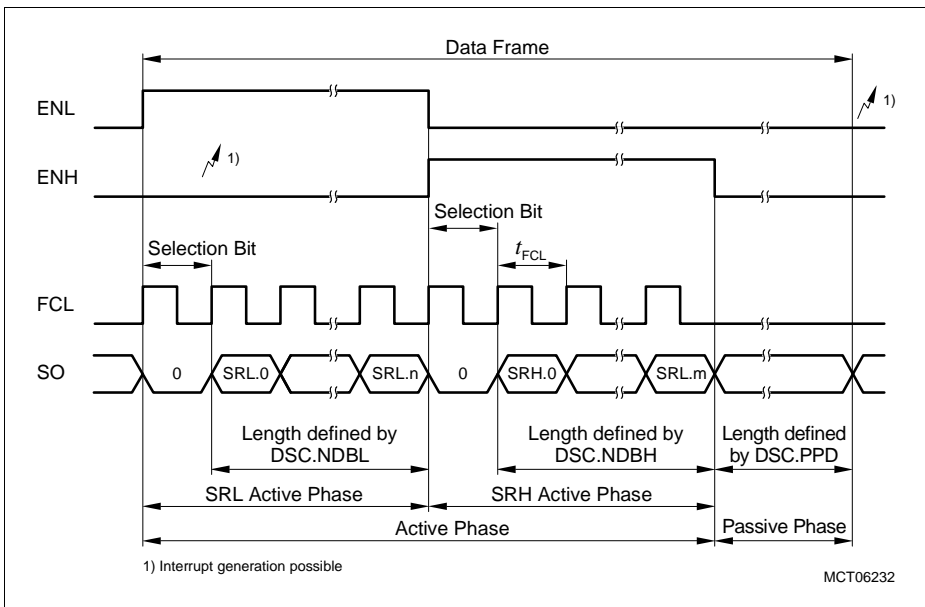 Data Frame
ENL
1)
1)
ENH
Selection Bit
Selection Bit
tFCL
FCL
SO
0
SRL.0
SRL.n
0
SRH.0
SRL.m
Length defined by
DSC.NDBL
Length defined by
DSC.NDBH
Length defined
by DSC.PPD
SRL Active Phase
SRH Active Phase
Active Phase
Passive Phase
1) Interrupt generation possible
MCT06232